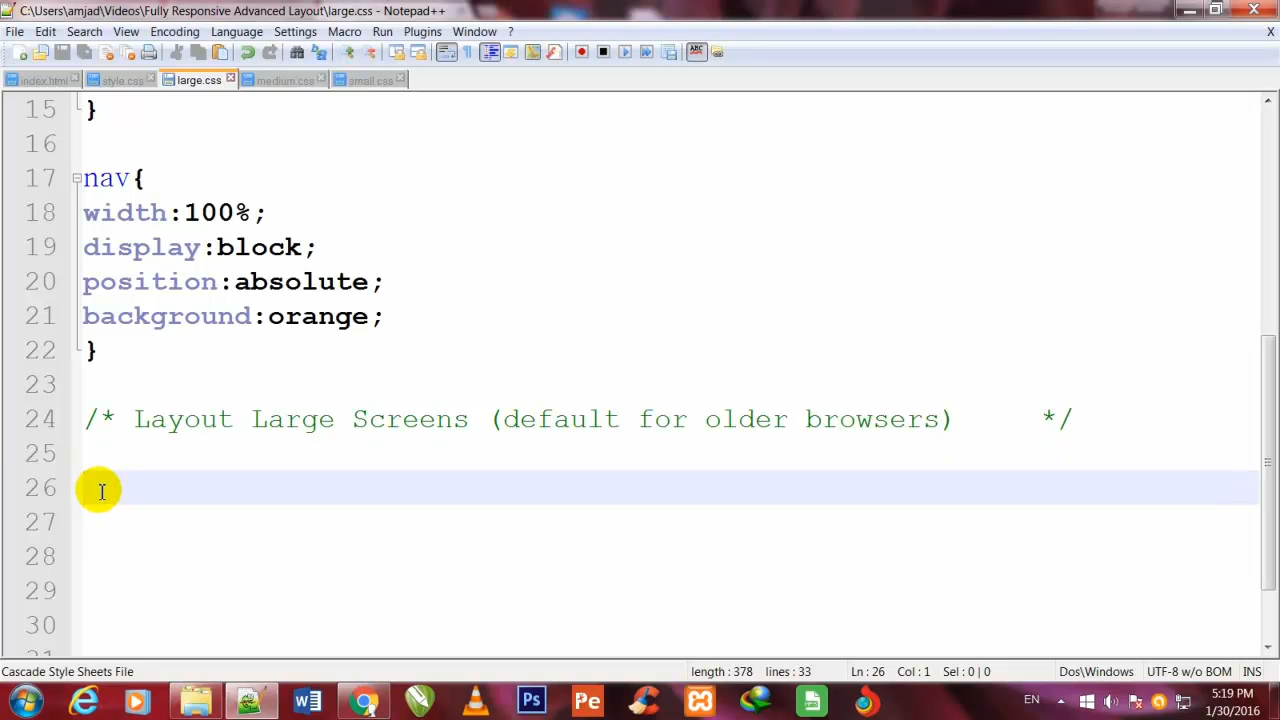 C:\Users\amjad\Videos\Fully Responsive Advanced Layout\large.css - Notepad++
File Edit Search View Encoding Language Settings Macro Run Plugins Window ? X
index.html style.css large.css medium.css small.css
15 }
16
17 nav{
18 width:100%;
19 display:block;
20 position:absolute;
21 background:orange;
22 }
23
24 /* Layout Large Screens (default for older browsers) */
25
26
27
28
29
30
Cascade Style Sheets File length : 378 lines : 33 Ln : 26 Col : 1 Sel : 0 | 0 Dos\Windows UTF-8 w/o BOM INS
W Ps Pe EN 5:19 PM
1/30/2016